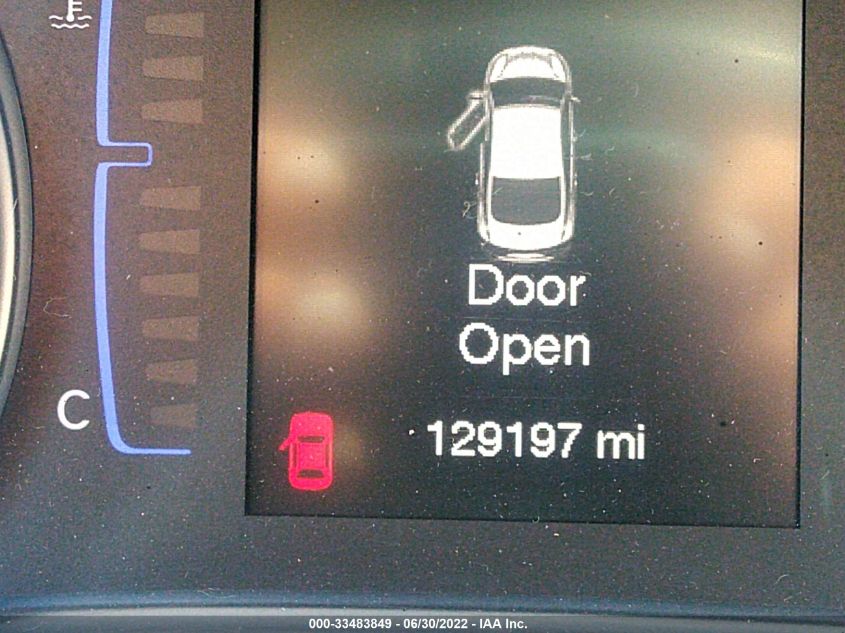 C
Door
Open
129197 mi
000-33483849 - 06/30/2022 - IAA Inc.